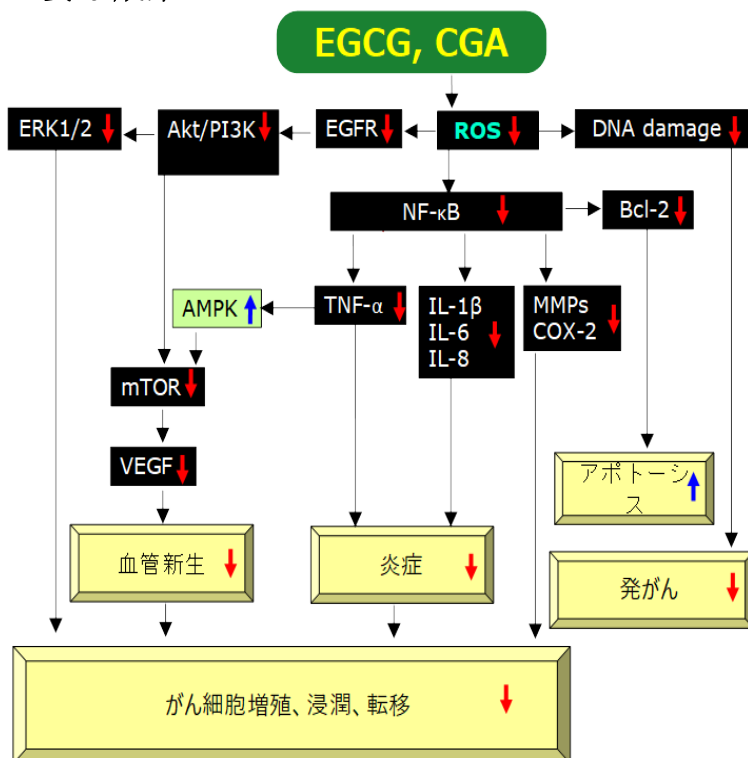 EGCG, CGA
ERK1/2
Akt/PI3K
EGFR
ROS
DNA damage
NF-κB
Bcl-2
AMPK
TNF-α
IL-1β
IL-6
IL-8
MMPs
COX-2
mTOR
VEGF
アポトーシ
ス
血管新生
炎症
発がん
がん細胞増殖、浸潤、転移